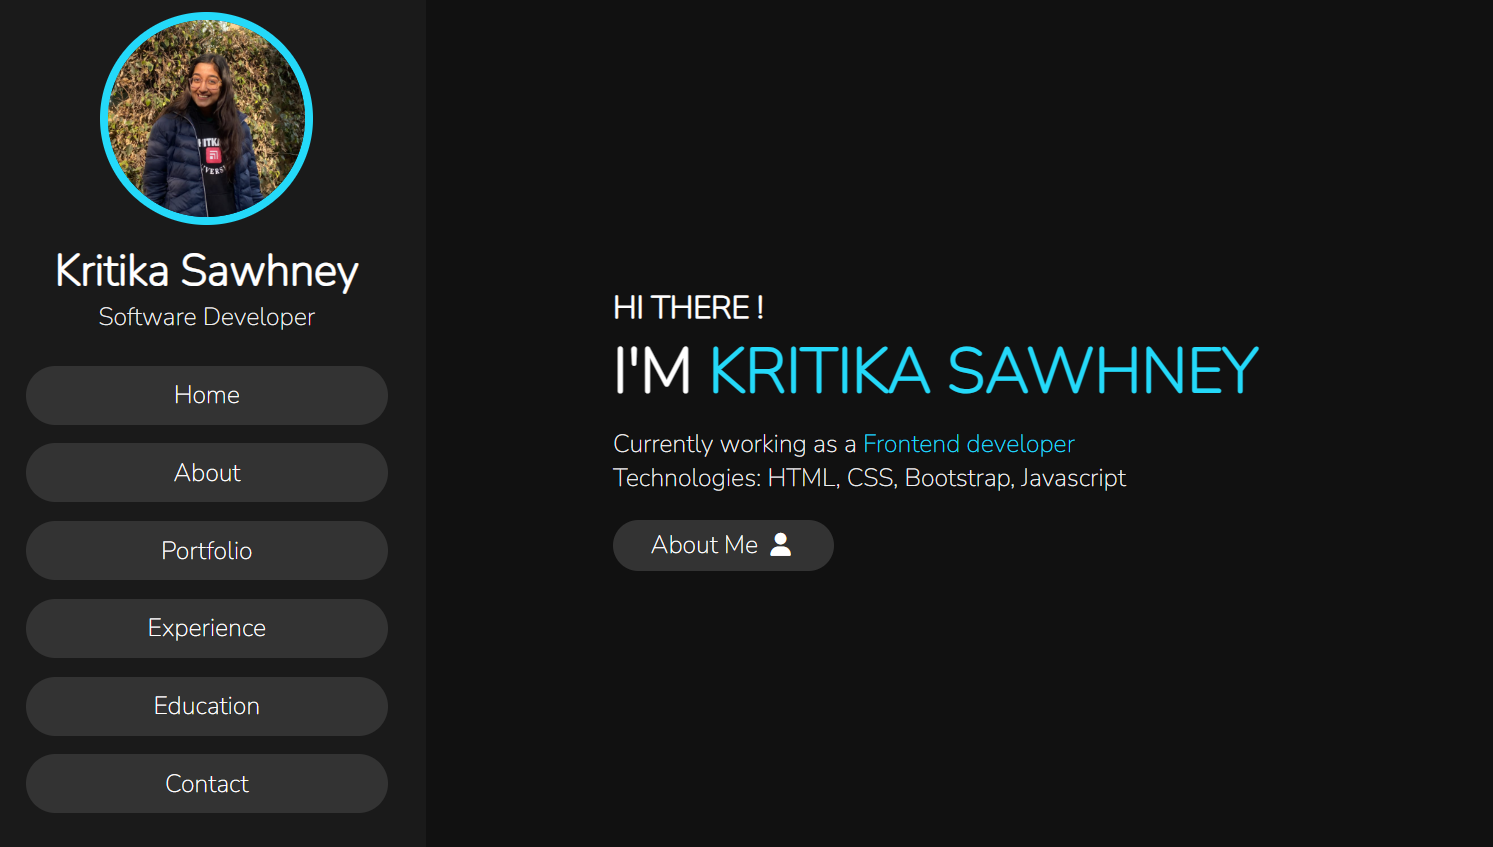 Kritika Sawhney
Software Developer
Home
About
Portfolio
Experience
Education
Contact
HI THERE !
I'M KRITIKA SAWHNEY
Currently working as a Frontend developer
Technologies: HTML, CSS, Bootstrap, Javascript
About Me